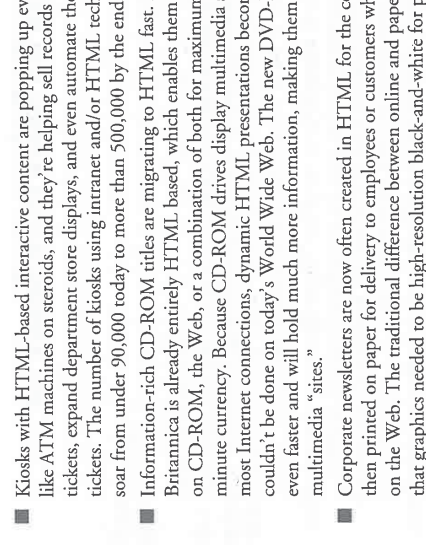 ■ Kiosks with HTML-based interactive content are popping up
like ATM machines on steroids, and they're helping sell records
tickets, expand department store displays, and even automate
tickets. The number of kiosks using intranet and/or HTML
soar from under 90,000 today to more than 500,000 by the end
■ Information-rich CD-ROM titles are migrating to HTML fast.
Britannica is already entirely HTML based, which enables them
on CD-ROM, the Web, or a combination of both for maximum
minute currency. Because CD-ROM drives display multimedia
most Internet connections, dynamic HTML presentations
couldn't be done on today's World Wide Web. The new DVD-
even faster and will hold much more information, making them
multimedia “sites.”
■ Corporate newsletters are now often created in HTML for the
then printed on paper for delivery to employees or customers
on the Web. The traditional difference between online and
that graphics needed to be high-resolution black-and-white for